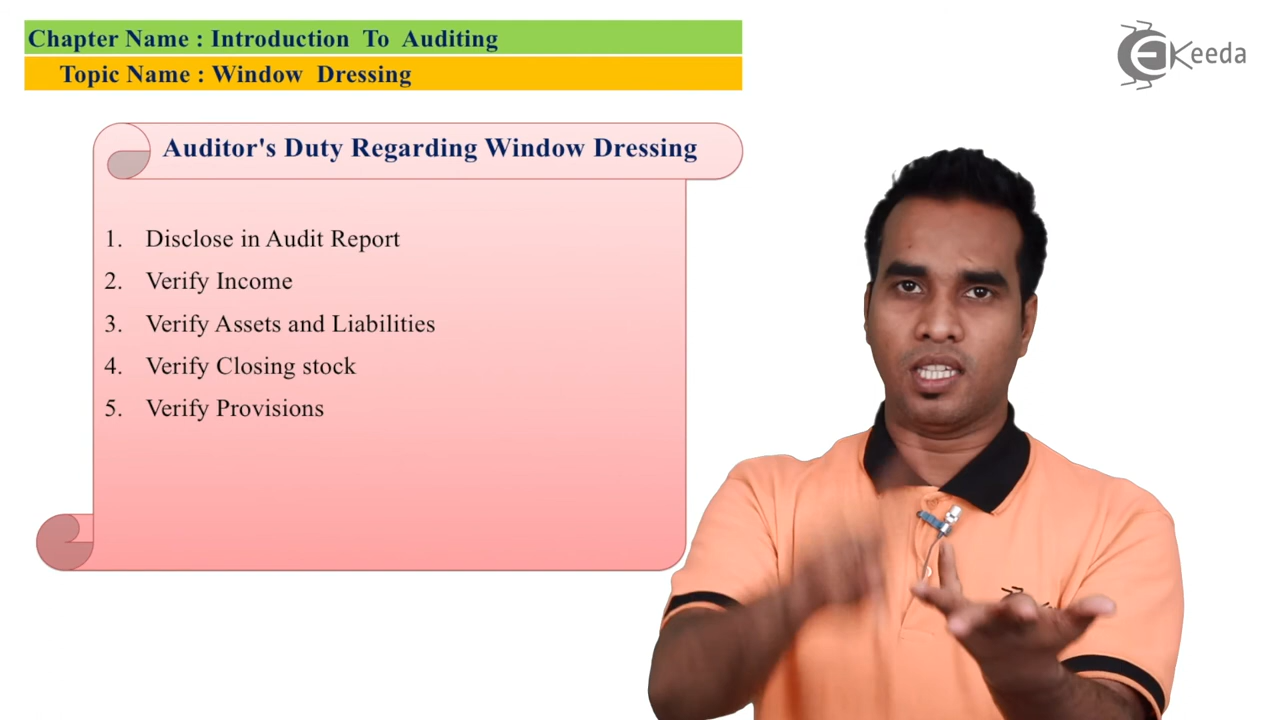 Chapter Name : Introduction To Auditing
Topic Name : Window Dressing
EKeeda
Auditor's Duty Regarding Window Dressing
1. Disclose in Audit Report
2. Verify Income
3. Verify Assets and Liabilities
4. Verify Closing stock
5. Verify Provisions